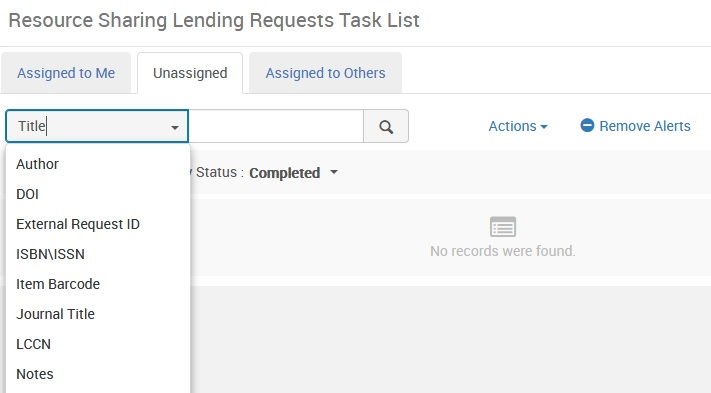 Resource Sharing Lending Requests Task List
Assigned to Me Unassigned Assigned to Others
Title Actions Remove Alerts
Author
y Status : Completed
DOI
External Request ID
No records were found.
ISBN\ISSN
Item Barcode
Journal Title
LCCN
Notes